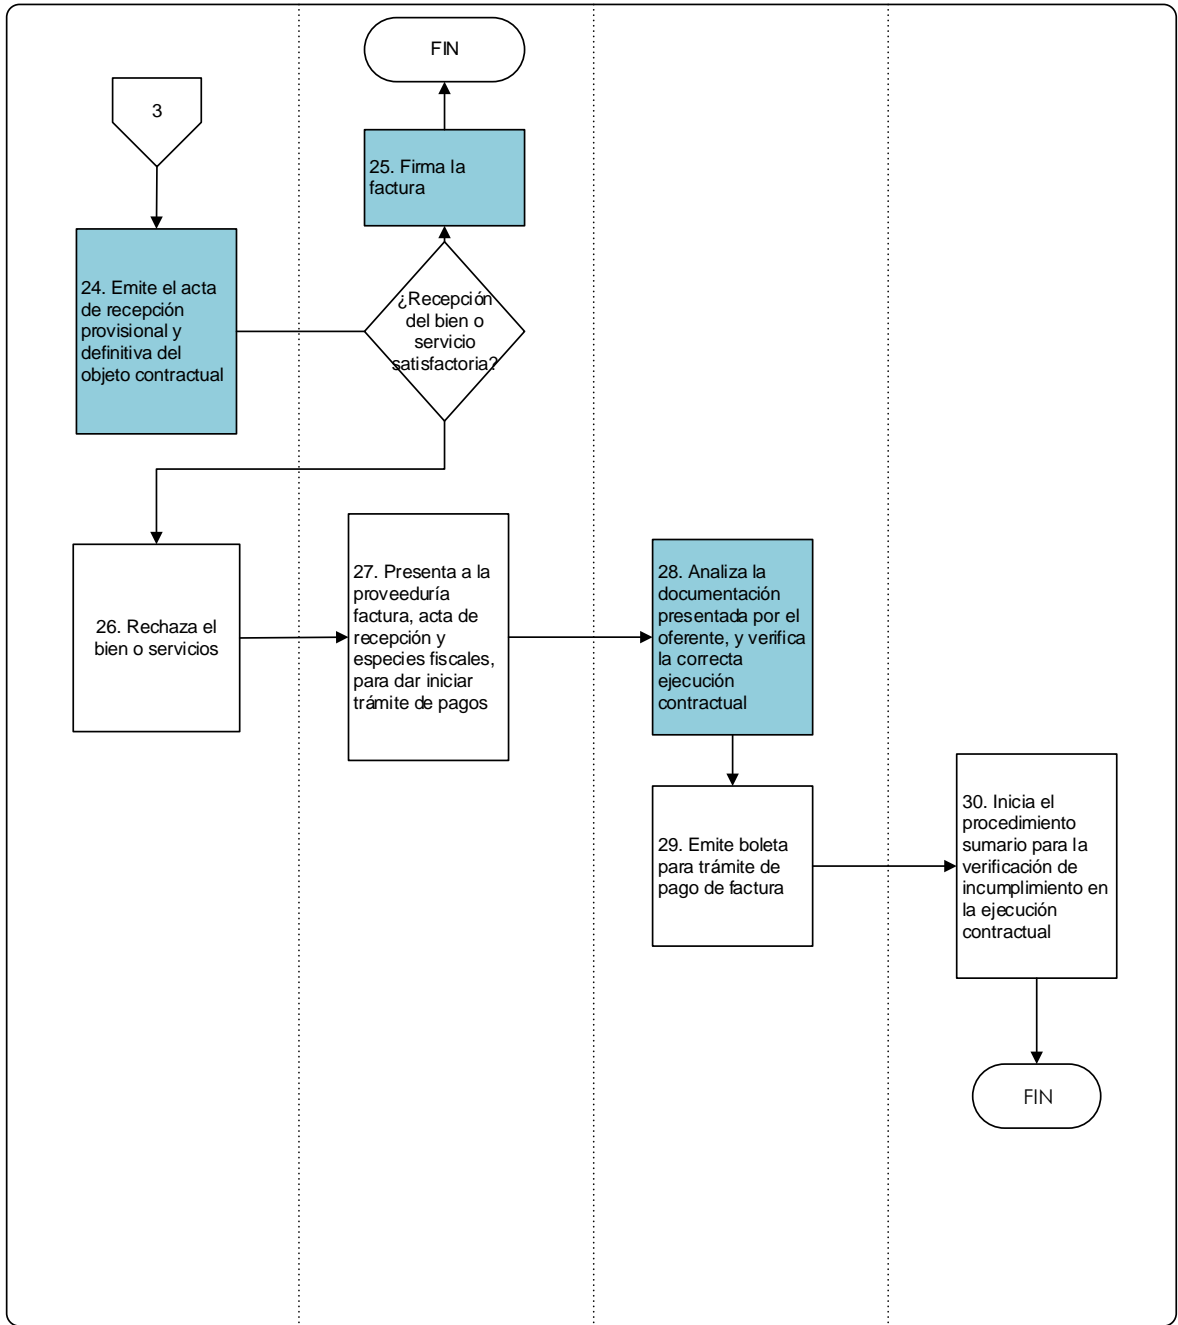 FIN
3
25. Firma la
factura
24. Emite el acta
de recepción
provisional y
definitiva del
objeto contractual
¿Recepción
del bien o
servicio
satisfactoria?
26. Rechaza el
bien o servicios
27. Presenta a la
proveeduría
factura, acta de
recepción y
especies fiscales,
para dar iniciar
trámite de pagos
28. Analiza la
documentación
presentada por el
oferente, y verifica
la correcta
ejecución
contractual
29. Emite boleta
para trámite de
pago de factura
30. Inicia el
procedimiento
sumario para la
verificación de
incumplimiento en
la ejecución
contractual
FIN